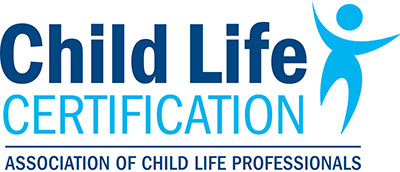 Child Life
CERTIFICATION
ASSOCIATION OF CHILD LIFE PROFESSIONALS